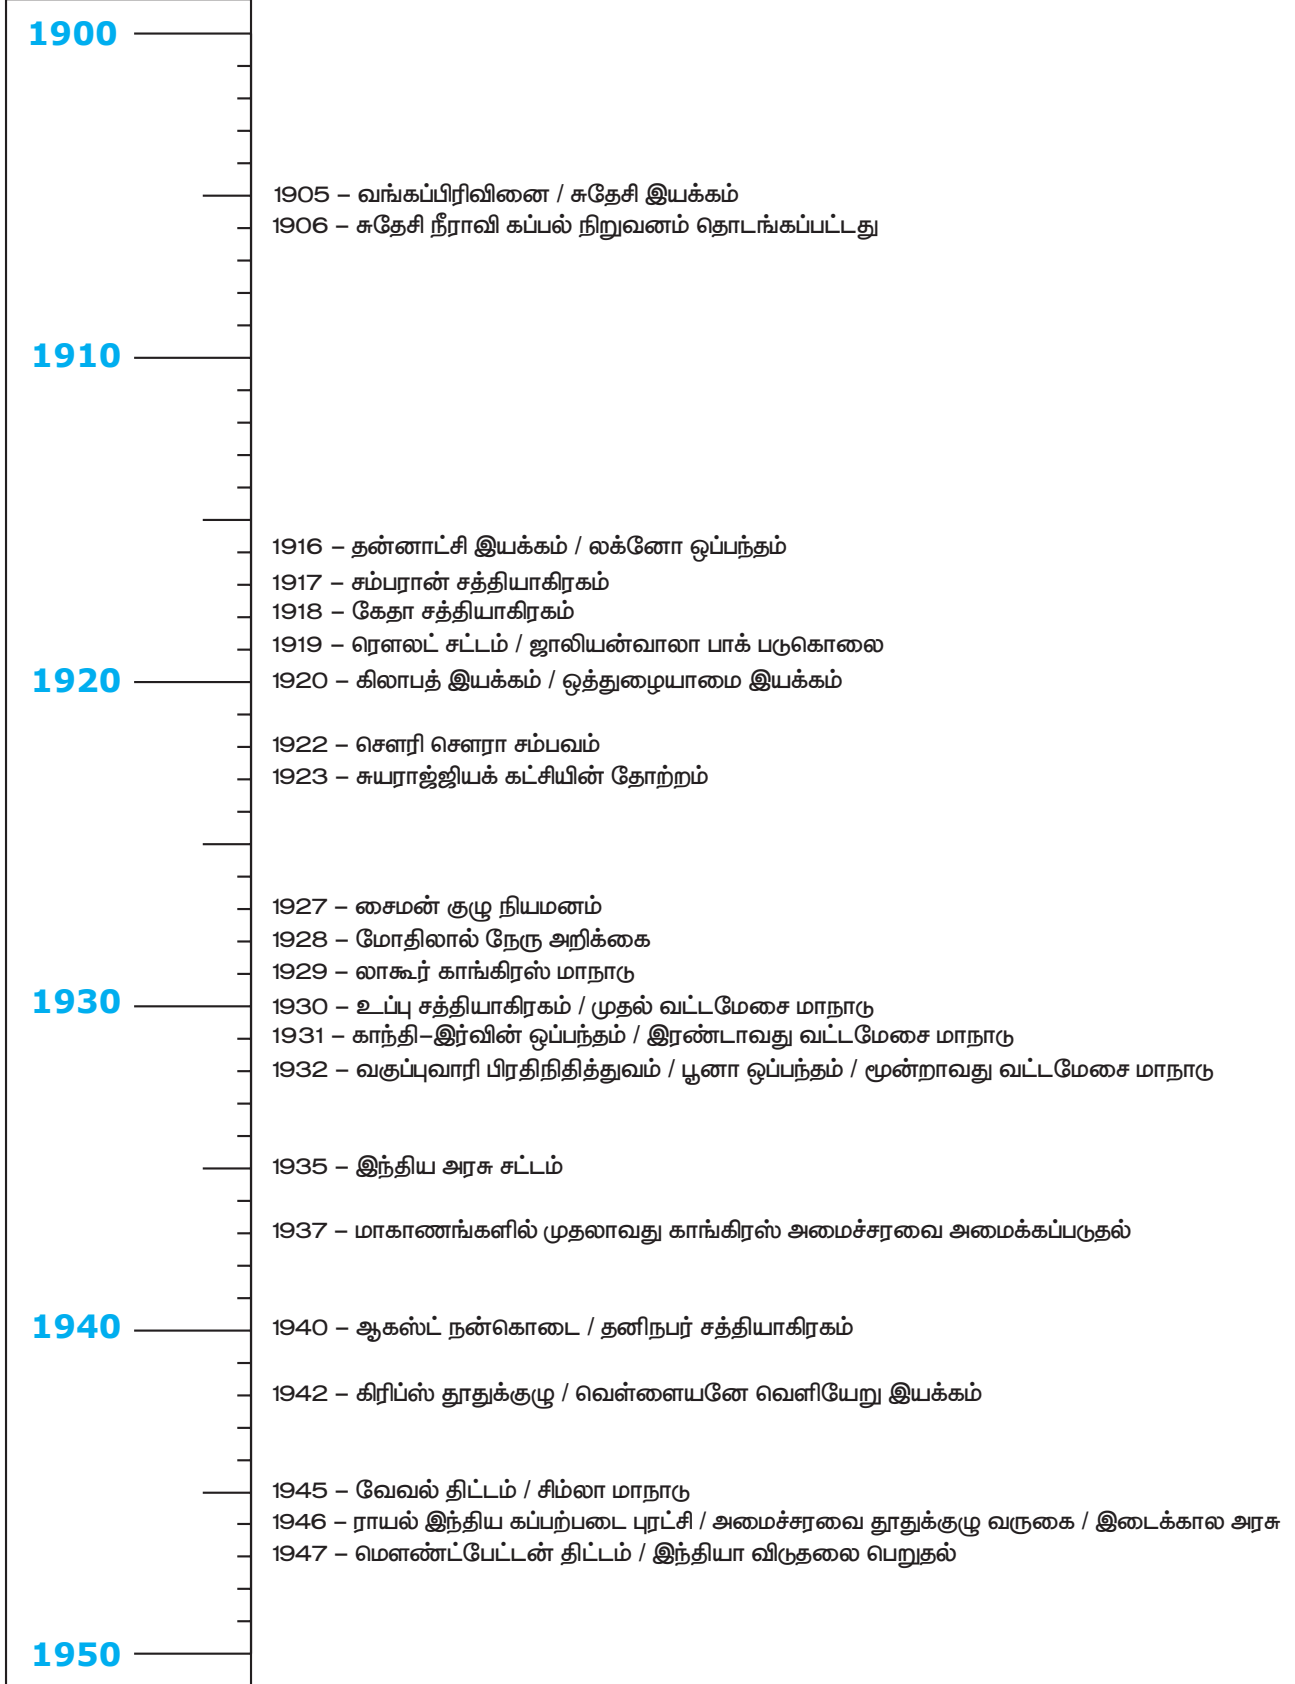 1900
1905 – வங்கப்பிரிவினை / சுதேசி இயக்கம்
1906 – சுதேசி நீராவி கப்பல் நிறுவனம் தொடங்கப்பட்டது
1910
1916 – தன்னாட்சி இயக்கம் / லக்னோ ஒப்பந்தம்
1917 – சம்பரான் சத்தியாகிரகம்
1918 – கேதா சத்தியாகிரகம்
1919 – ரௌலட் சட்டம் / ஜாலியன்வாலா பாக் படுகொலை
1920
1920 – கிலாபத் இயக்கம் / ஒத்துழையாமை இயக்கம்
1922 – சௌரி சௌரா சம்பவம்
1923 – சுயராஜ்ஜியக் கட்சியின் தோற்றம்
1927 – சைமன் குழு நியமனம்
1928 – மோதிலால் நேரு அறிக்கை
1929 – லாகூர் காங்கிரஸ் மாநாடு
1930
1930 – உப்பு சத்தியாகிரகம் / முதல் வட்டமேசை மாநாடு
1931 – காந்தி–இர்வின் ஒப்பந்தம் / இரண்டாவது வட்டமேசை மாநாடு
1932 – வகுப்புவாரி பிரதிநிதித்துவம் / பூனா ஒப்பந்தம் / மூன்றாவது வட்டமேசை மாநாடு
1935 – இந்திய அரசு சட்டம்
1937 – மாகாணங்களில் முதலாவது காங்கிரஸ் அமைச்சரவை அமைக்கப்படுதல்
1940
1940 – ஆகஸ்ட் நன்கொடை / தனிநபர் சத்தியாகிரகம்
1942 – கிரிப்ஸ் தூதுக்குழு / வெள்ளையனே வெளியேறு இயக்கம்
1945 – வேவல் திட்டம் / சிம்லா மாநாடு
1946 – ராயல் இந்திய கப்பற்படை புரட்சி / அமைச்சரவை தூதுக்குழு வருகை / இடைக்கால அரசு
1947 – மௌண்ட்பேட்டன் திட்டம் / இந்தியா விடுதலை பெறுதல்
1950